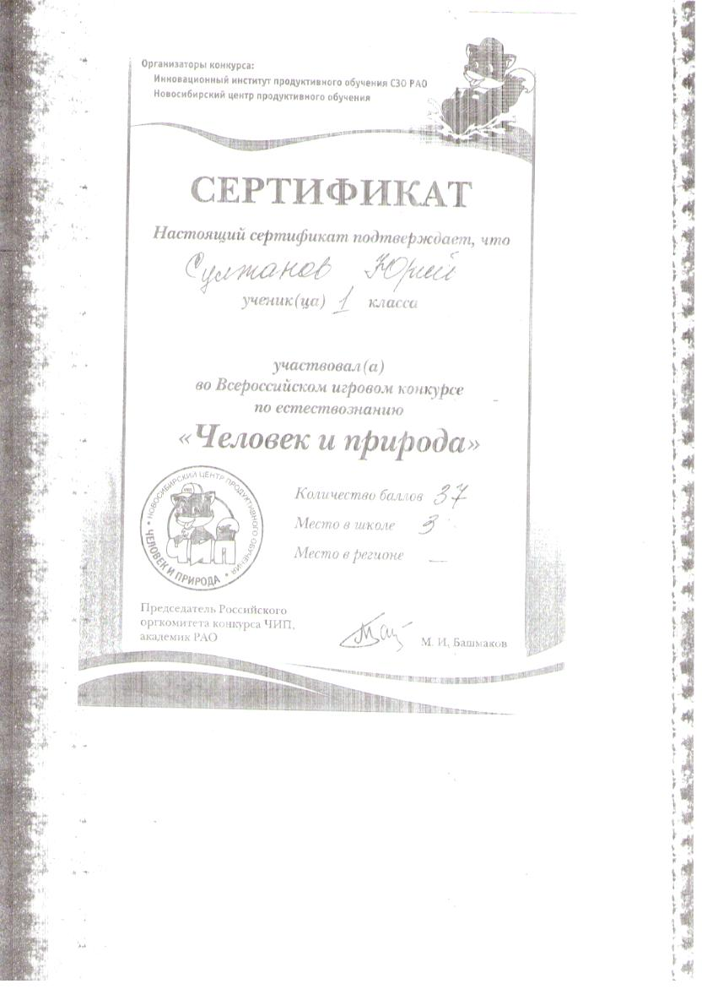 Организаторы конкурса:
Инновационный институт продуктивного обучения СЗО РАО
Новосибирский центр продуктивного обучения
СЕРТИФИКАТ
Настоящий сертификат подтверждает, что
Султанов Юрий
ученик(ца) 1 класса
участвовал(а)
во Всероссийском игровом конкурсе
по естествознанию
«Человек и природа»
• НОВОСИБИРСКИЙ ЦЕНТР ПРОДУКТИВНОГО ОБУЧЕНИЯ •
ЧЕЛОВЕК И ПРИРОДА
ЧИП
Количество баллов 37
Место в школе 3
Место в регионе —
Председатель Российского
оргкомитета конкурса ЧИП,
академик РАО
М. И, Башмаков